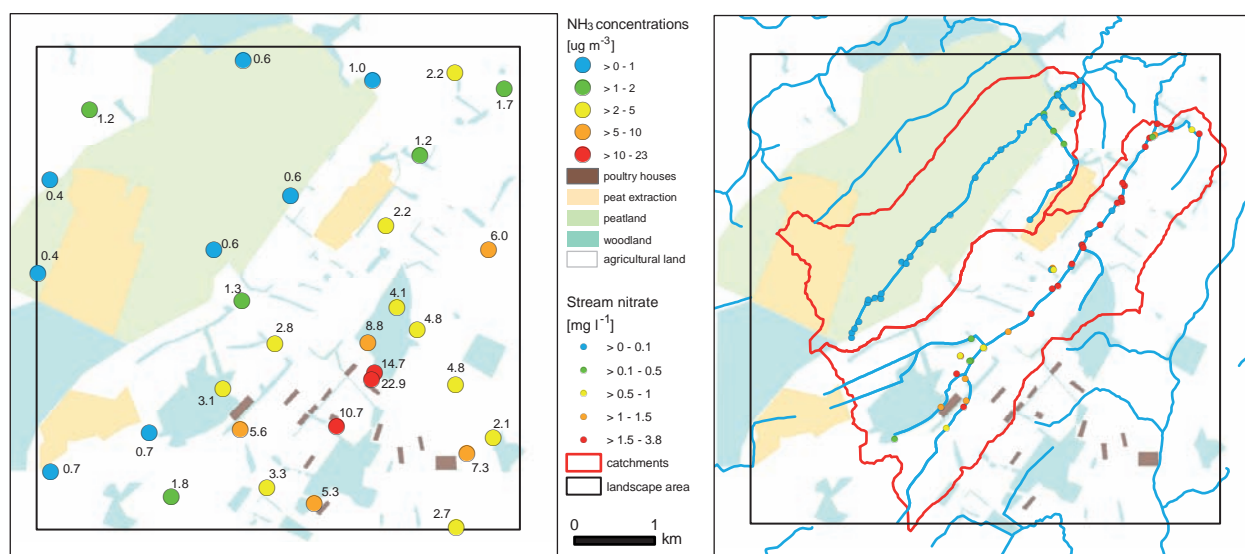 0.6
1.0
2.2
1.7
1.2
1.2
0.4
0.6
2.2
0.6
6.0
0.4
1.3
4.1
4.8
2.8
8.8
14.7
22.9
4.8
3.1
5.6
10.7
2.1
0.7
7.3
0.7
3.3
1.8
5.3
2.7
NH3 concentrations
[ug m-3]
> 0 - 1
> 1 - 2
> 2 - 5
> 5 - 10
> 10 - 23
poultry houses
peat extraction
peatland
woodland
agricultural land
Stream nitrate
[mg l-1]
> 0 - 0.1
> 0.1 - 0.5
> 0.5 - 1
> 1 - 1.5
> 1.5 - 3.8
catchments
landscape area
0 1
km